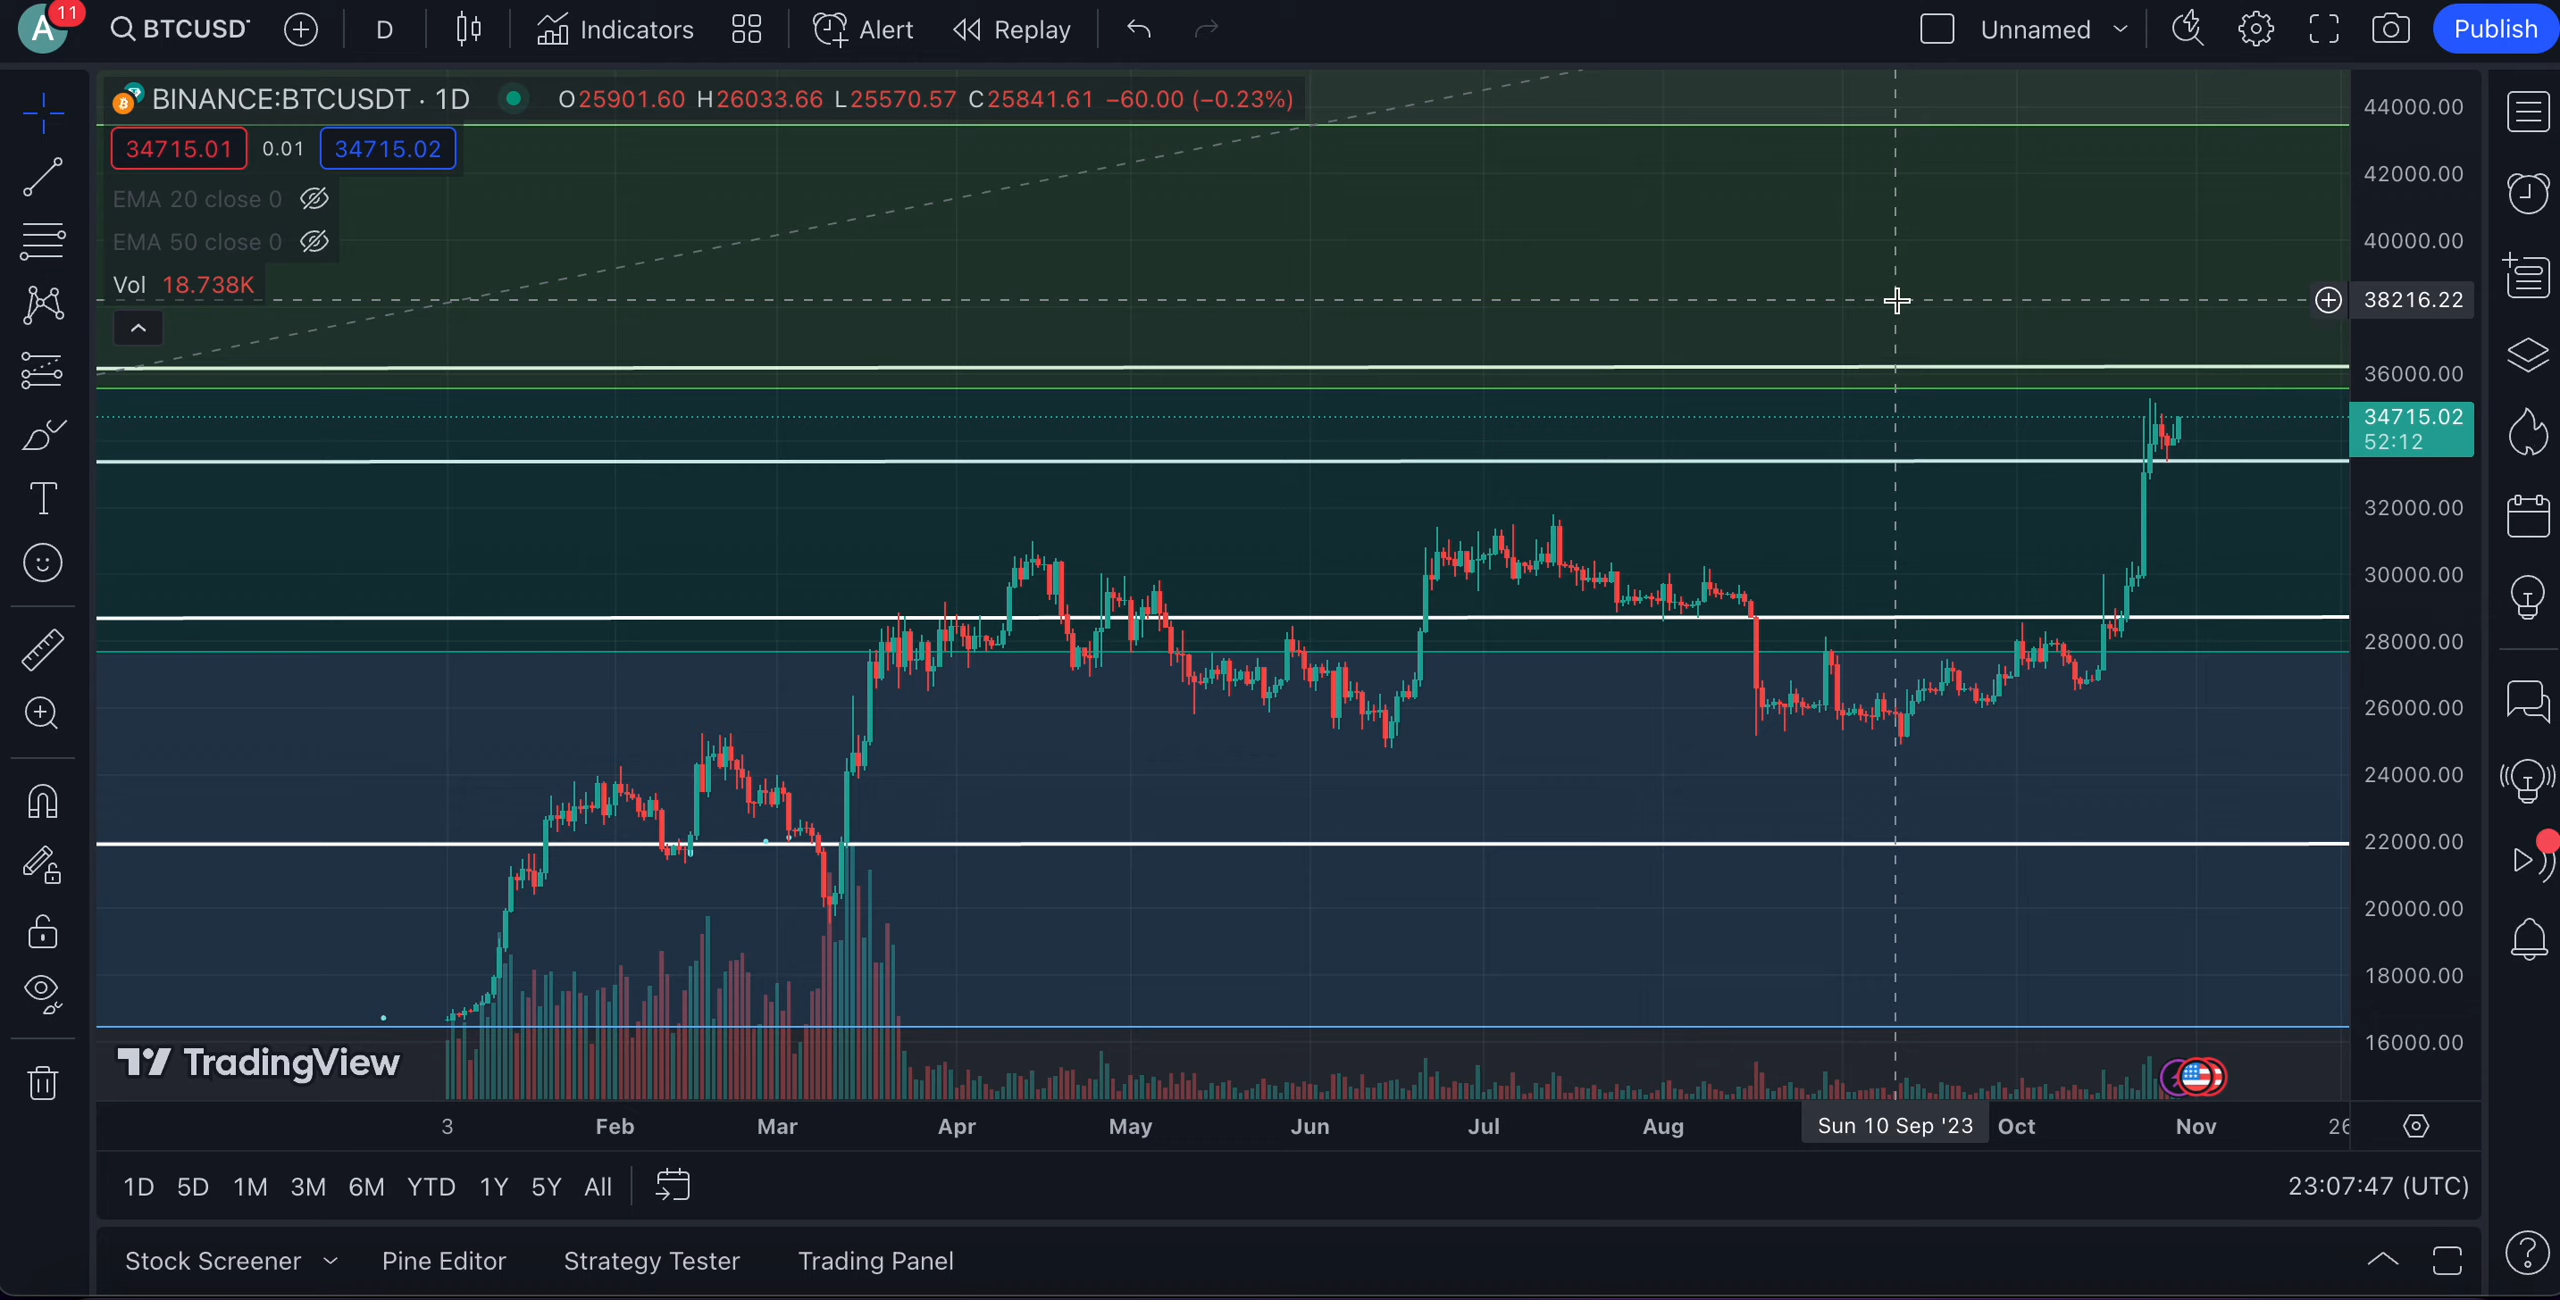 A 11 BTCUSDT D Indicators Alert Replay Unnamed Publish
BINANCE:BTCUSDT · 1D O25901.60 H26033.66 L25570.57 C25841.61 −60.00 (−0.23%)
34715.01 0.01 34715.02
EMA 20 close 0
EMA 50 close 0
Vol 18.738K
44000.00
42000.00
40000.00
38216.22
36000.00
34715.02
52:12
32000.00
30000.00
28000.00
26000.00
24000.00
22000.00
20000.00
18000.00
16000.00
TradingView
3 Feb Mar Apr May Jun Jul Aug Sun 10 Sep '23 Oct Nov 26
1D 5D 1M 3M 6M YTD 1Y 5Y All 23:07:47 (UTC)
Stock Screener Pine Editor Strategy Tester Trading Panel